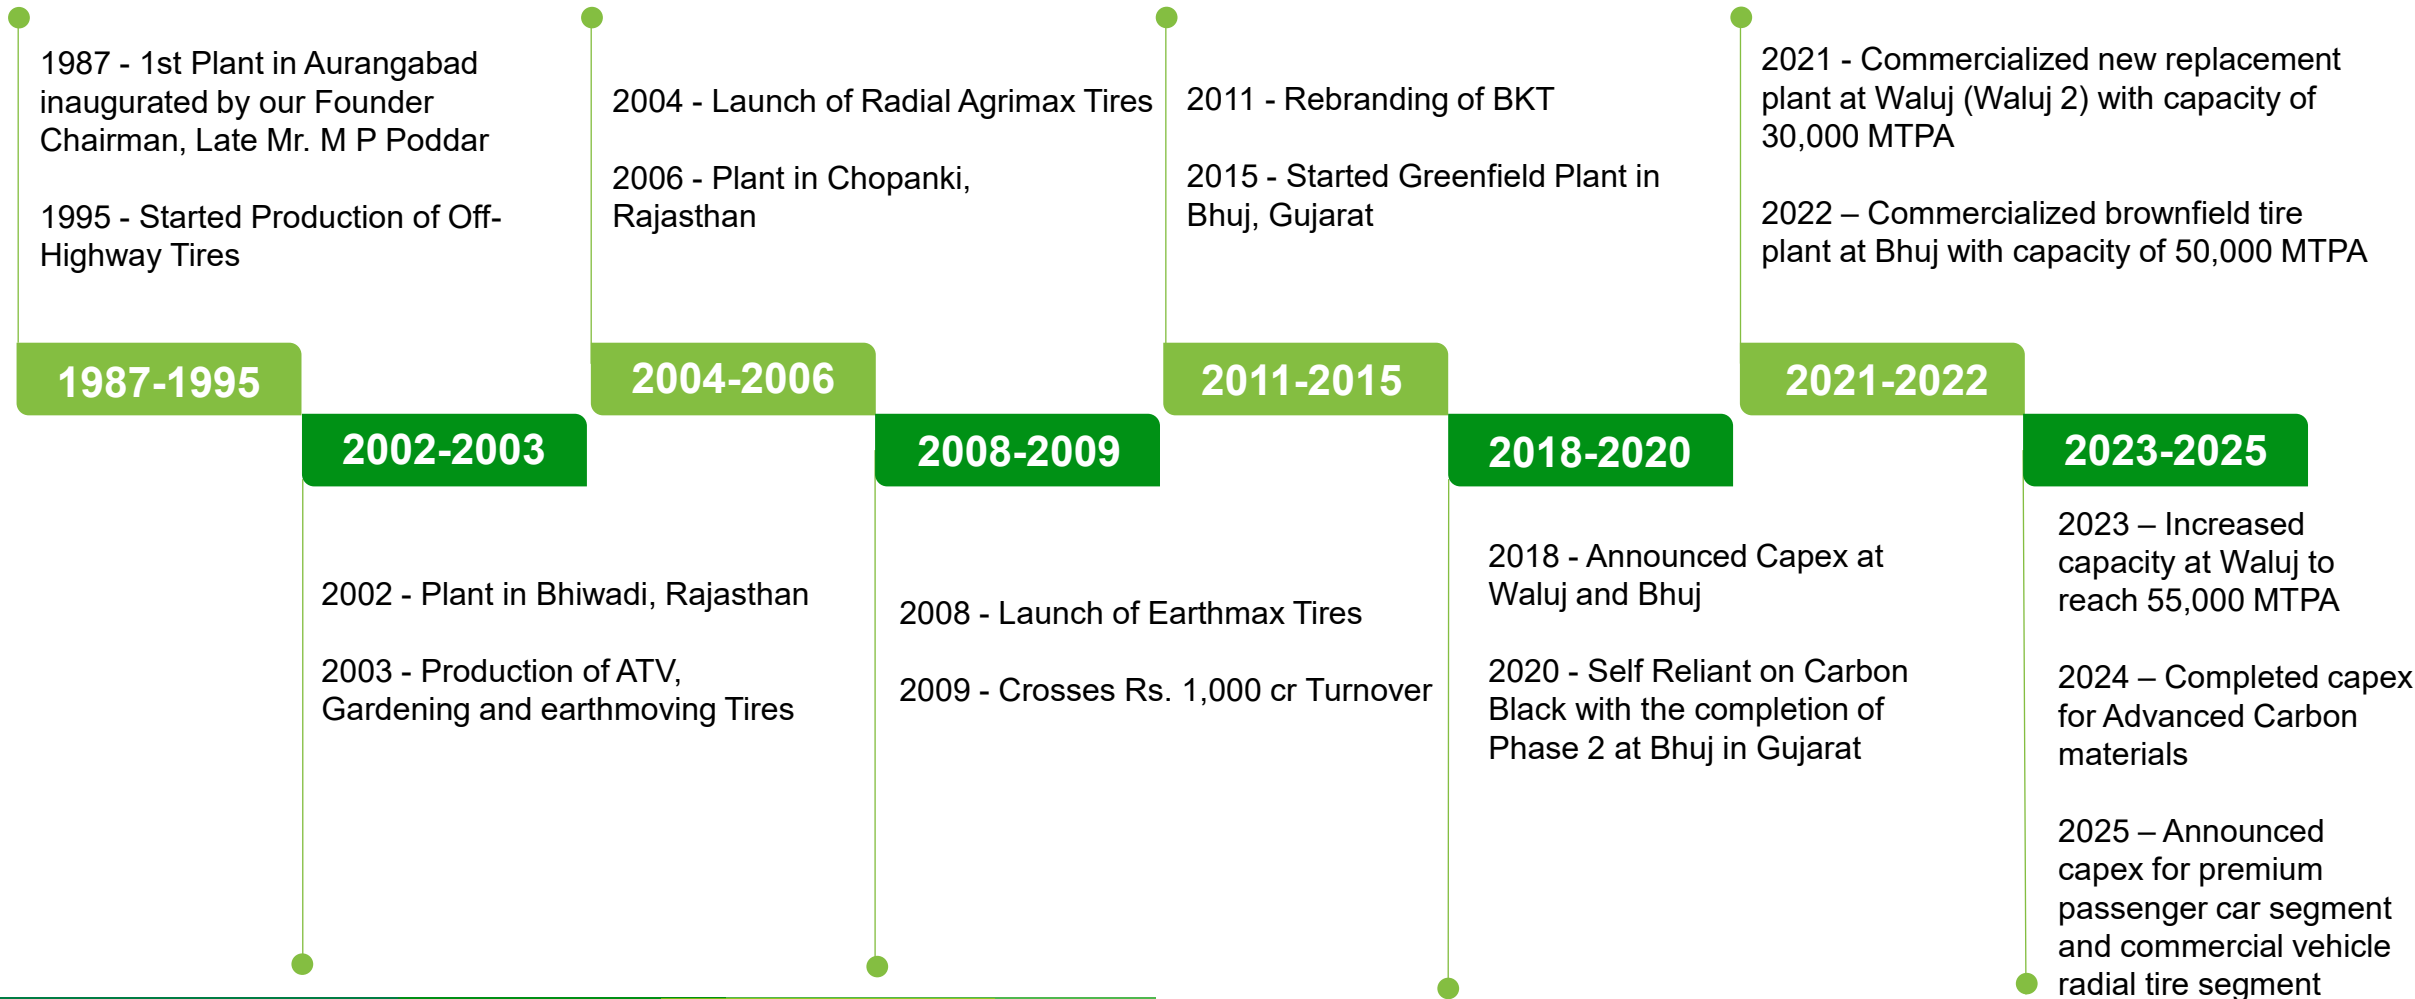 1987 - 1st Plant in Aurangabad
inaugurated by our Founder
Chairman, Late Mr. M P Poddar
1995 - Started Production of Off-
Highway Tires
1987-1995
2002-2003
2002 - Plant in Bhiwadi, Rajasthan
2003 - Production of ATV,
Gardening and earthmoving Tires
2004 - Launch of Radial Agrimax Tires
2006 - Plant in Chopanki,
Rajasthan
2004-2006
2008-2009
2008 - Launch of Earthmax Tires
2009 - Crosses Rs. 1,000 cr Turnover
2011 - Rebranding of BKT
2015 - Started Greenfield Plant in
Bhuj, Gujarat
2011-2015
2018-2020
2018 - Announced Capex at
Waluj and Bhuj
2020 - Self Reliant on Carbon
Black with the completion of
Phase 2 at Bhuj in Gujarat
2021 - Commercialized new replacement
plant at Waluj (Waluj 2) with capacity of
30,000 MTPA
2022 – Commercialized brownfield tire
plant at Bhuj with capacity of 50,000 MTPA
2021-2022
2023-2025
2023 – Increased
capacity at Waluj to
reach 55,000 MTPA
2024 – Completed capex
for Advanced Carbon
materials
2025 – Announced
capex for premium
passenger car segment
and commercial vehicle
radial tire segment